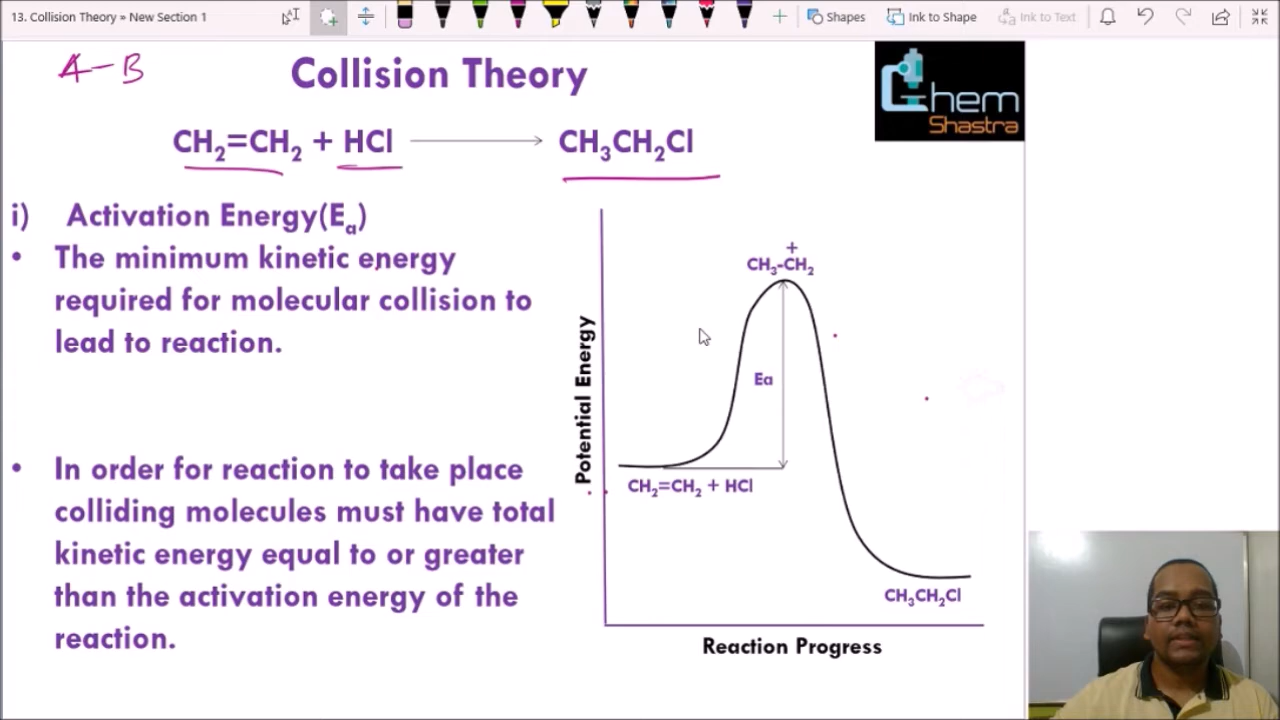 13. Collision Theory » New Section 1
Shapes
Ink to Shape
Ink to Text
A-B
Collision Theory
Chem
Shastra
CH₂=CH₂ + HCl ⟶ CH₃CH₂Cl
i) Activation Energy(Eₐ)
• The minimum kinetic energy
required for molecular collision to
lead to reaction.
• In order for reaction to take place
colliding molecules must have total
kinetic energy equal to or greater
than the activation energy of the
reaction.
+
CH₃-CH₂
Potential Energy
Ea
CH₂=CH₂ + HCl
CH₃CH₂Cl
Reaction Progress